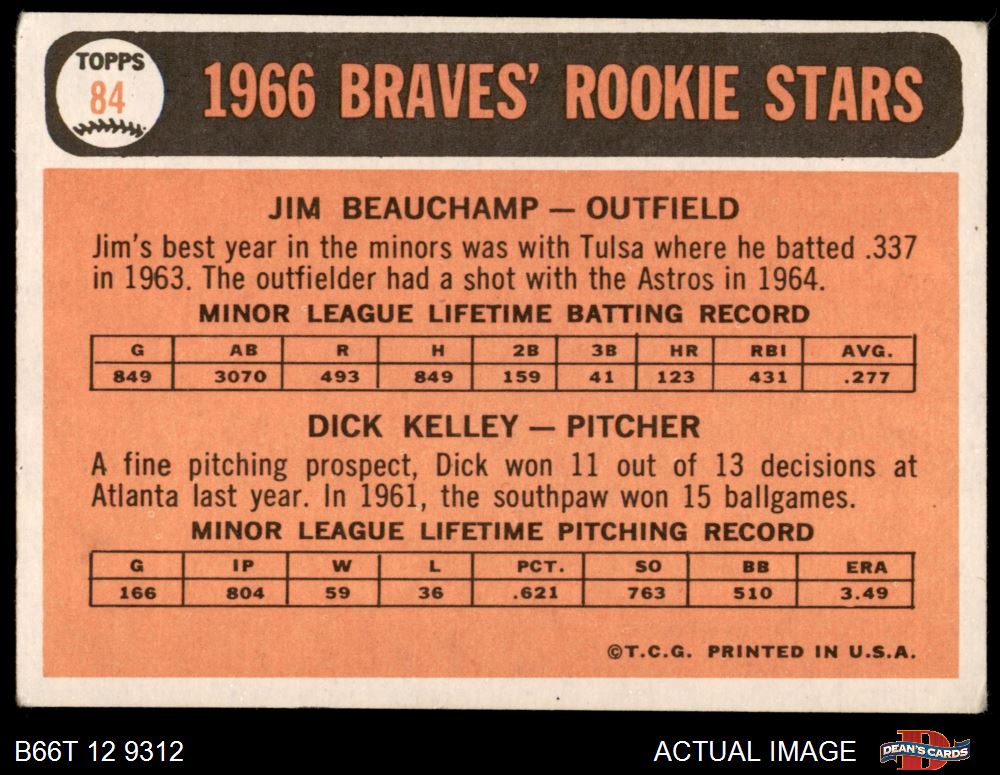 TOPPS
84
1966 BRAVES' ROOKIE STARS
JIM BEAUCHAMP — OUTFIELD
Jim's best year in the minors was with Tulsa where he batted .337
in 1963. The outfielder had a shot with the Astros in 1964.
MINOR LEAGUE LIFETIME BATTING RECORD
G AB R H 2B 3B HR RBI AVG.
849 3070 493 849 159 41 123 431 .277
DICK KELLEY — PITCHER
A fine pitching prospect, Dick won 11 out of 13 decisions at
Atlanta last year. In 1961, the southpaw won 15 ballgames.
MINOR LEAGUE LIFETIME PITCHING RECORD
G IP W L PCT. SO BB ERA
166 804 59 36 .621 763 510 3.49
©T.C.G. PRINTED IN U.S.A.
B66T 12 9312
ACTUAL IMAGE
DEAN'S CARDS